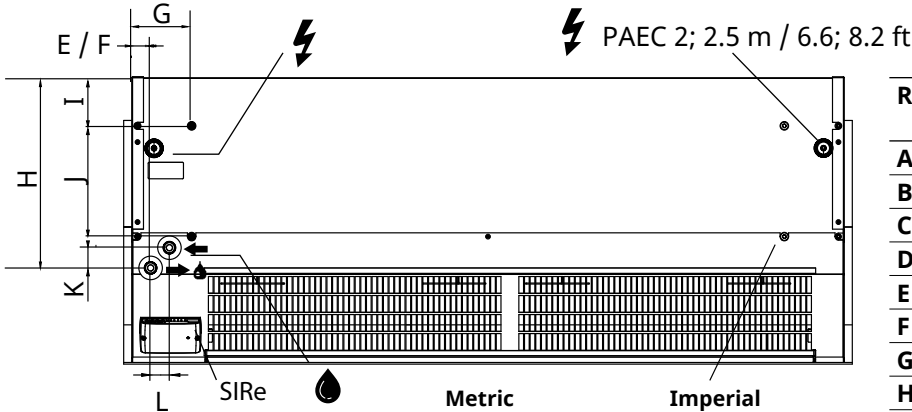 G
E / F
PAEC 2; 2.5 m / 6.6; 8.2 ft
R
I
A
H
J
B
C
D
K
E
F
G
L
SIRe
Metric
Imperial
H